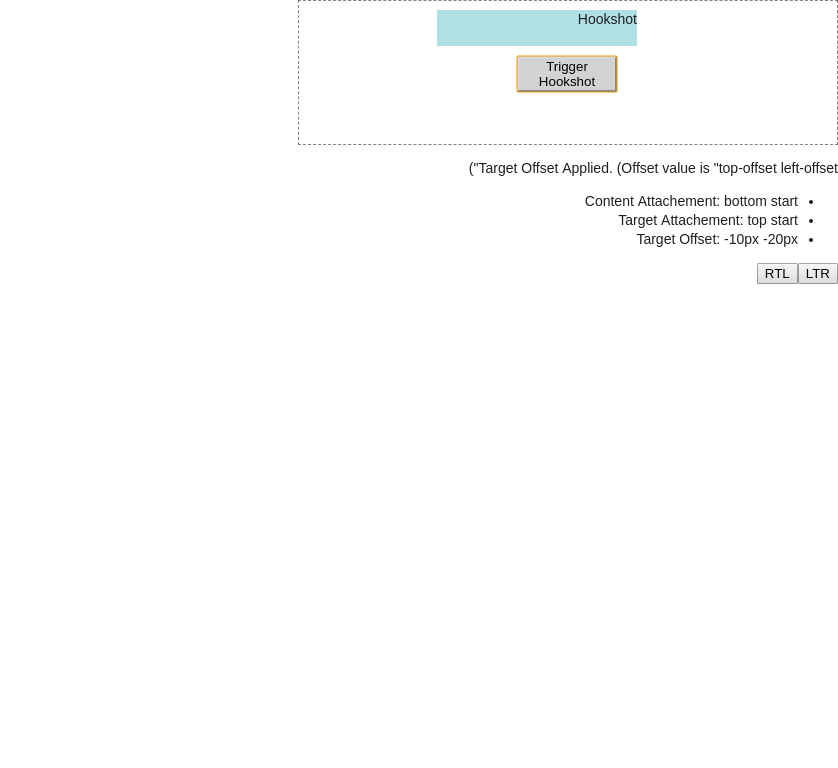 Hookshot
Trigger
Hookshot
("Target Offset Applied. (Offset value is "top-offset left-offset
Content Attachement: bottom start
Target Attachement: top start
Target Offset: -10px -20px
RTL LTR